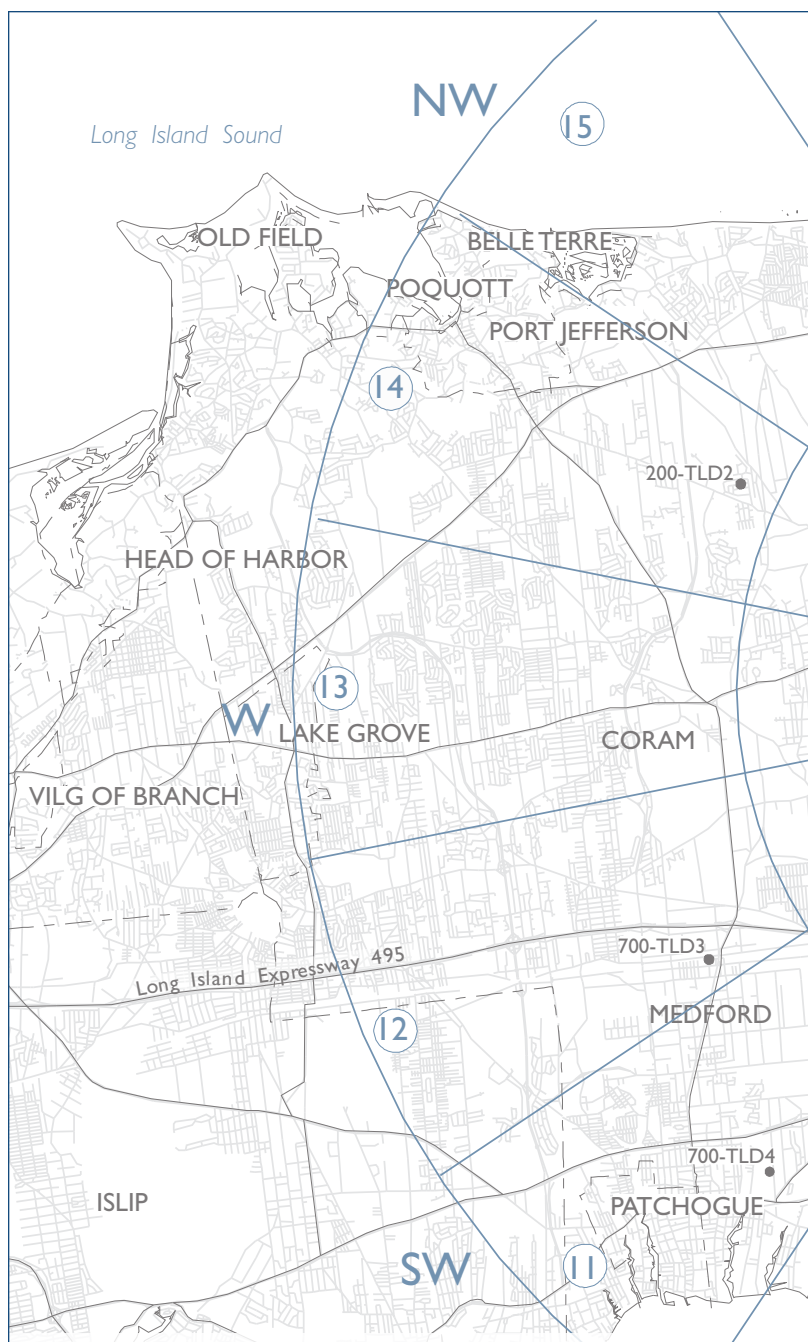 NW
15
Long Island Sound
OLD FIELD
BELLE TERRE
POQUOTT
PORT JEFFERSON
14
200-TLD2
HEAD OF HARBOR
13
W
LAKE GROVE
CORAM
VILG OF BRANCH
700-TLD3
Long Island Expressway 495
MEDFORD
12
700-TLD4
ISLIP
PATCHOGUE
SW
11